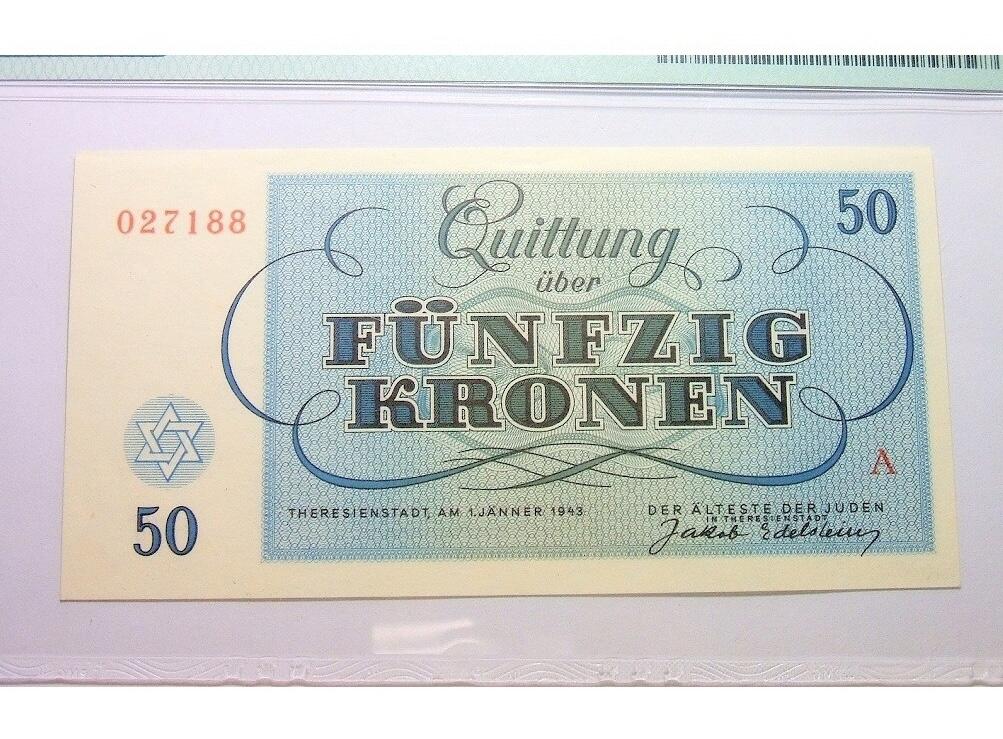 027188
50
Quittung
über
FÜNFZIG
KRONEN
A
50
THERESIENSTADT, AM 1. JÄNNER 1943
DER ÄLTESTE DER JUDEN
IN THERESIENSTADT
Jakob Edelstein